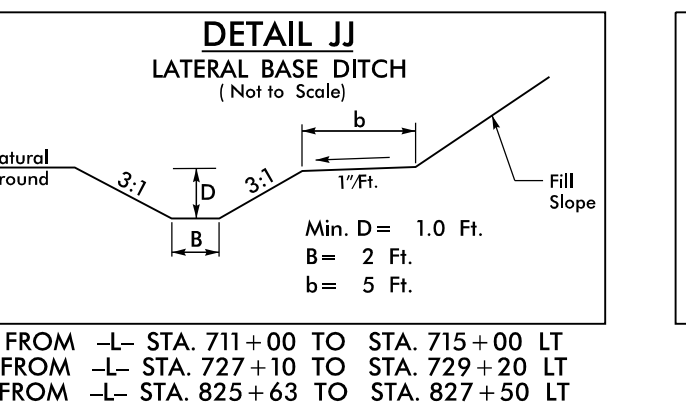 DETAIL JJ
LATERAL BASE DITCH
( Not to Scale)
b
atural
round
3:1
D
3:1
1"/Ft.
Fill
Slope
B
Min. D = 1.0 Ft.
B = 2 Ft.
b = 5 Ft.
FROM -L- STA. 711+00 TO STA. 715+00 LT
FROM -L- STA. 727+10 TO STA. 729+20 LT
FROM -L- STA. 825+63 TO STA. 827+50 LT